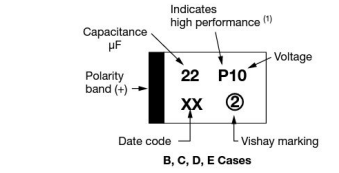 Indicates
high performance (1)
Capacitance
µF
Voltage
Polarity
band (+)
22 P10
XX ②
Date code
Vishay marking
B, C, D, E Cases